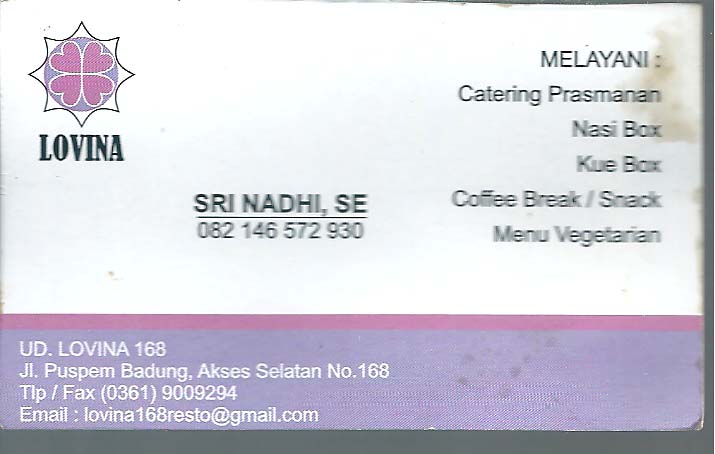 LOVINA
MELAYANI :
Catering Prasmanan
Nasi Box
Kue Box
Coffee Break / Snack
Menu Vegetarian
SRI NADHI, SE
082 146 572 930
UD. LOVINA 168
Jl. Puspem Badung, Akses Selatan No.168
Tlp / Fax (0361) 9009294
Email : lovina168resto@gmail.com